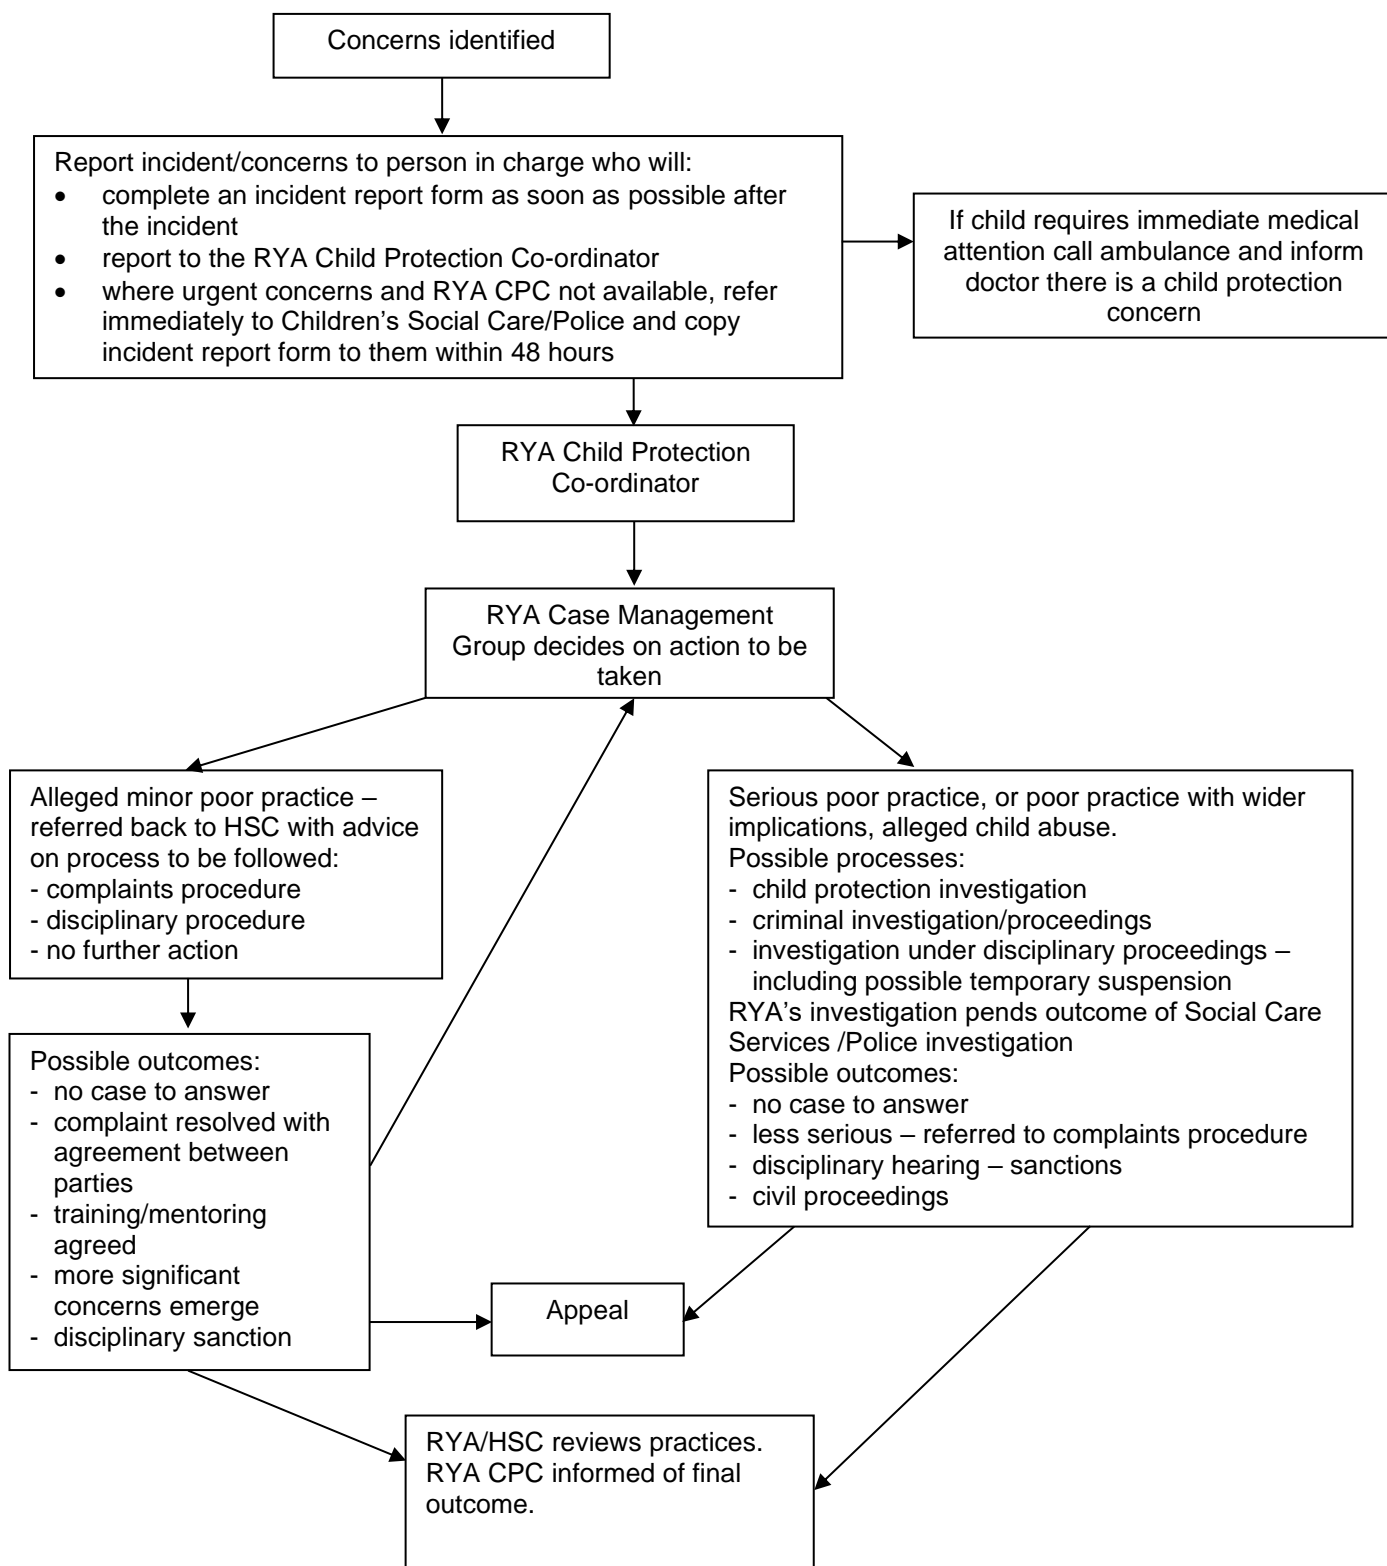 Concerns identified
Report incident/concerns to person in charge who will:
• complete an incident report form as soon as possible after
the incident
• report to the RYA Child Protection Co-ordinator
• where urgent concerns and RYA CPC not available, refer
immediately to Children’s Social Care/Police and copy
incident report form to them within 48 hours
If child requires immediate medical
attention call ambulance and inform
doctor there is a child protection
concern
RYA Child Protection
Co-ordinator
RYA Case Management
Group decides on action to be
taken
Alleged minor poor practice –
referred back to HSC with advice
on process to be followed:
- complaints procedure
- disciplinary procedure
- no further action
Serious poor practice, or poor practice with wider
implications, alleged child abuse.
Possible processes:
- child protection investigation
- criminal investigation/proceedings
- investigation under disciplinary proceedings –
including possible temporary suspension
RYA’s investigation pends outcome of Social Care
Services /Police investigation
Possible outcomes:
- no case to answer
- less serious – referred to complaints procedure
- disciplinary hearing – sanctions
- civil proceedings
Possible outcomes:
- no case to answer
- complaint resolved with
agreement between
parties
- training/mentoring
agreed
- more significant
concerns emerge
- disciplinary sanction
Appeal
RYA/HSC reviews practices.
RYA CPC informed of final
outcome.